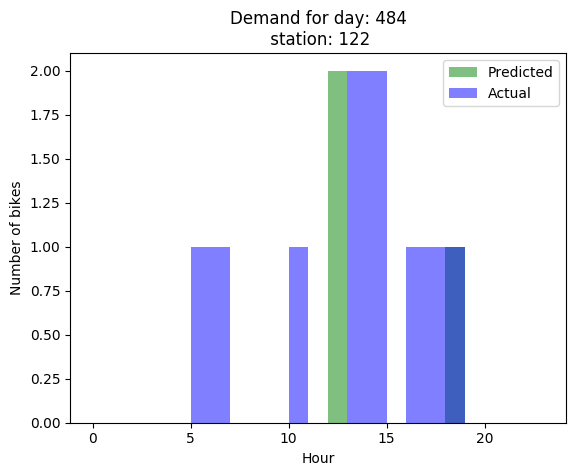 Demand for day: 484
station: 122
Predicted
Actual
Number of bikes
2.00
1.75
1.50
1.25
1.00
0.75
0.50
0.25
0.00
0 5 10 15 20
Hour